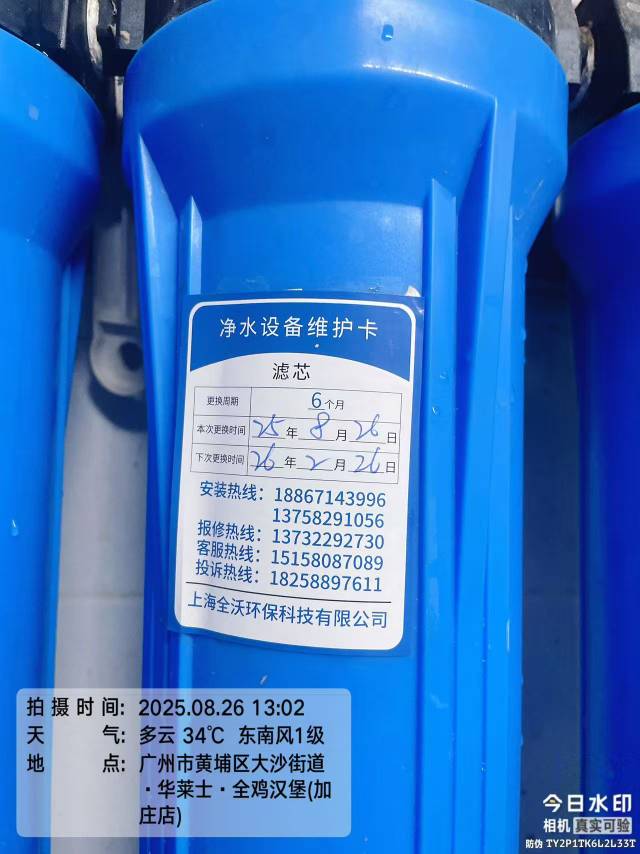 净水设备维护卡
滤芯
更换周期 6个月
本次更换时间 25年8月26日
下次更换时间 26年2月26日
安装热线：18867143996
13758291056
报修热线：13732292730
客服热线：15158087089
投诉热线：18258897611
上海全沃环保科技有限公司
拍摄时间：2025.08.26 13:02
天气：多云 34℃ 东南风1级
地点：广州市黄埔区大沙街道
·华莱士·全鸡汉堡(加
庄店)
今日水印
相机 真实可验
防伪 TY2P1TK6L2L33T